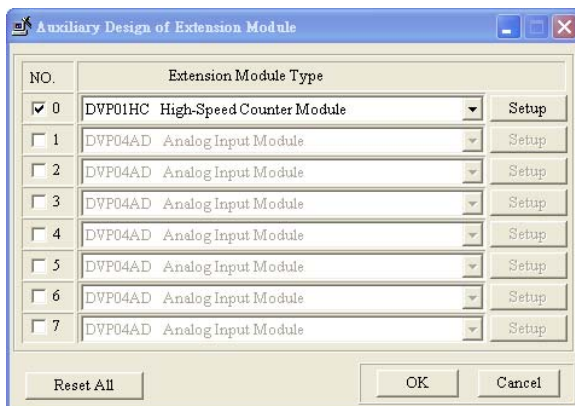 Auxiliary Design of Extension Module
NO. Extension Module Type
0 DVP01HC High-Speed Counter Module Setup
1 DVP04AD Analog Input Module Setup
2 DVP04AD Analog Input Module Setup
3 DVP04AD Analog Input Module Setup
4 DVP04AD Analog Input Module Setup
5 DVP04AD Analog Input Module Setup
6 DVP04AD Analog Input Module Setup
7 DVP04AD Analog Input Module Setup
Reset All OK Cancel